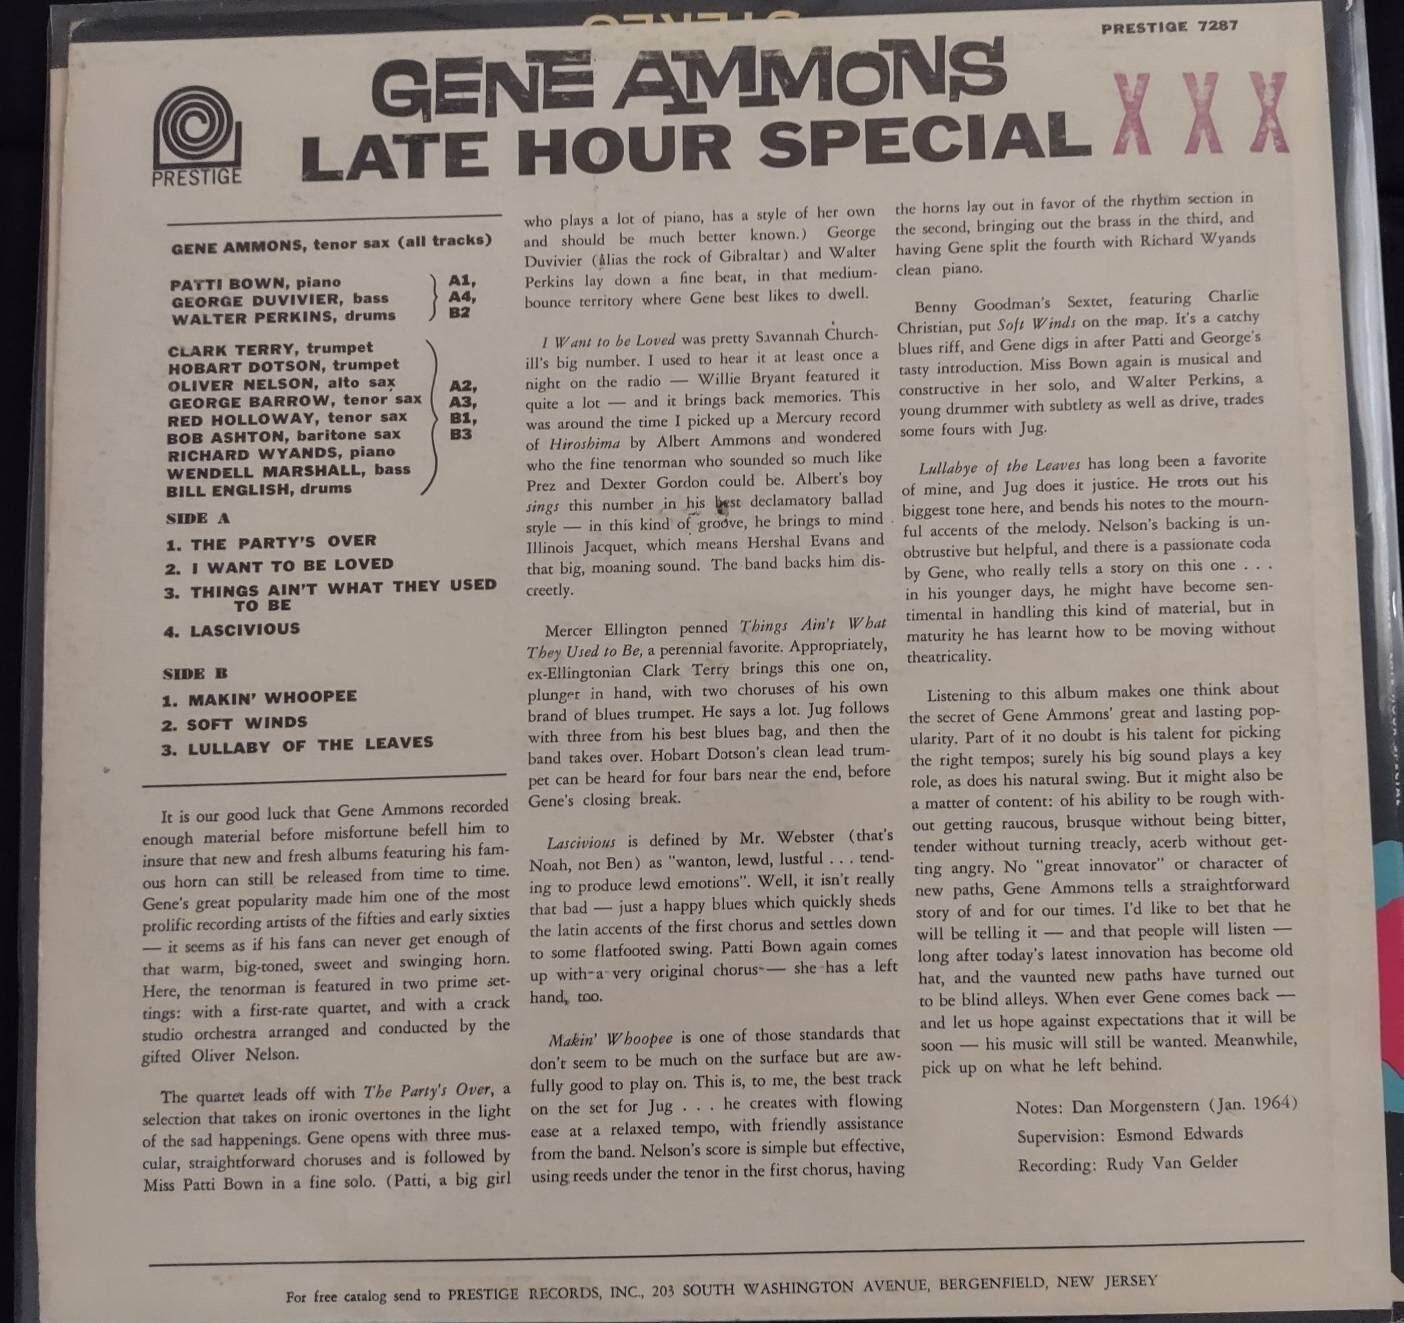 PRESTIGE 7287
GENE AMMONS
LATE HOUR SPECIAL
X X X
PRESTIGE
GENE AMMONS, tenor sax (all tracks)
PATTI BOWN, piano
GEORGE DUVIVIER, bass
WALTER PERKINS, drums
A1,
A4,
B2
CLARK TERRY, trumpet
HOBART DOTSON, trumpet
OLIVER NELSON, alto sax
GEORGE BARROW, tenor sax
RED HOLLOWAY, tenor sax
BOB ASHTON, baritone sax
RICHARD WYANDS, piano
WENDELL MARSHALL, bass
BILL ENGLISH, drums
A2,
A3,
B1,
B3
SIDE A
1. THE PARTY'S OVER
2. I WANT TO BE LOVED
3. THINGS AIN'T WHAT THEY USED
TO BE
4. LASCIVIOUS
SIDE B
1. MAKIN' WHOOPEE
2. SOFT WINDS
3. LULLABY OF THE LEAVES
It is our good luck that Gene Ammons recorded
enough material before misfortune befell him to
insure that new and fresh albums featuring his fam-
ous horn can still be released from time to time.
Gene's great popularity made him one of the most
prolific recording artists of the fifties and early sixties
— it seems as if his fans can never get enough of
that warm, big-toned, sweet and swinging horn.
Here, the tenorman is featured in two prime set-
tings: with a first-rate quartet, and with a crack
studio orchestra arranged and conducted by the
gifted Oliver Nelson.
The quartet leads off with The Party's Over, a
selection that takes on ironic overtones in the light
of the sad happenings. Gene opens with three mus-
cular, straightforward choruses and is followed by
Miss Patti Bown in a fine solo. (Patti, a big girl
who plays a lot of piano, has a style of her own
and should be much better known.) George
Duvivier (Alias the rock of Gibraltar) and Walter
Perkins lay down a fine beat, in that medium-
bounce territory where Gene best likes to dwell.
I Want to be Loved was pretty Savannah Church-
ill's big number. I used to hear it at least once a
night on the radio — Willie Bryant featured it
quite a lot — and it brings back memories. This
was around the time I picked up a Mercury record
of Hiroshima by Albert Ammons and wondered
who the fine tenorman who sounded so much like
Prez and Dexter Gordon could be. Albert's boy
sings this number in his best declamatory ballad
style — in this kind of groove, he brings to mind
Illinois Jacquet, which means Hershal Evans and
that big, moaning sound. The band backs him dis-
creetly.
Mercer Ellington penned Things Ain't What
They Used to Be, a perennial favorite. Appropriately,
ex-Ellingtonian Clark Terry brings this one on,
plunger in hand, with two choruses of his own
brand of blues trumpet. He says a lot. Jug follows
with three from his best blues bag, and then the
band takes over. Hobart Dotson's clean lead trum-
pet can be heard for four bars near the end, before
Gene's closing break.
Lascivious is defined by Mr. Webster (that's
Noah, not Ben) as "wanton, lewd, lustful . . . tend-
ing to produce lewd emotions". Well, it isn't really
that bad — just a happy blues which quickly sheds
the latin accents of the first chorus and settles down
to some flatfooted swing. Patti Bown again comes
up with a very original chorus — she has a left
hand, too.
Makin' Whoopee is one of those standards that
don't seem to be much on the surface but are aw-
fully good to play on. This is, to me, the best track
on the set for Jug . . . he creates with flowing
ease at a relaxed tempo, with friendly assistance
from the band. Nelson's score is simple but effective,
using reeds under the tenor in the first chorus, having
the horns lay out in favor of the rhythm section in
the second, bringing out the brass in the third, and
having Gene split the fourth with Richard Wyands
clean piano.
Benny Goodman's Sextet, featuring Charlie
Christian, put Soft Winds on the map. It's a catchy
blues riff, and Gene digs in after Patti and George's
tasty introduction. Miss Bown again is musical and
constructive in her solo, and Walter Perkins, a
young drummer with subtlety as well as drive, trades
some fours with Jug.
Lullabye of the Leaves has long been a favorite
of mine, and Jug does it justice. He trots out his
biggest tone here, and bends his notes to the mourn-
ful accents of the melody. Nelson's backing is un-
obtrustive but helpful, and there is a passionate coda
by Gene, who really tells a story on this one . . .
in his younger days, he might have become sen-
timental in handling this kind of material, but in
maturity he has learnt how to be moving without
theatricality.
Listening to this album makes one think about
the secret of Gene Ammons' great and lasting pop-
ularity. Part of it no doubt is his talent for picking
the right tempos; surely his big sound plays a key
role, as does his natural swing. But it might also be
a matter of content: of his ability to be rough with-
out getting raucous, brusque without being bitter,
tender without turning treacly, acerb without get-
ting angry. No "great innovator" or character of
new paths, Gene Ammons tells a straightforward
story of and for our times. I'd like to bet that he
will be telling it — and that people will listen —
long after today's latest innovation has become old
hat, and the vaunted new paths have turned out
to be blind alleys. When ever Gene comes back —
and let us hope against expectations that it will be
soon — his music will still be wanted. Meanwhile,
pick up on what he left behind.
Notes: Dan Morgenstern (Jan. 1964)
Supervision: Esmond Edwards
Recording: Rudy Van Gelder
For free catalog send to PRESTIGE RECORDS, INC., 203 SOUTH WASHINGTON AVENUE, BERGENFIELD, NEW JERSEY